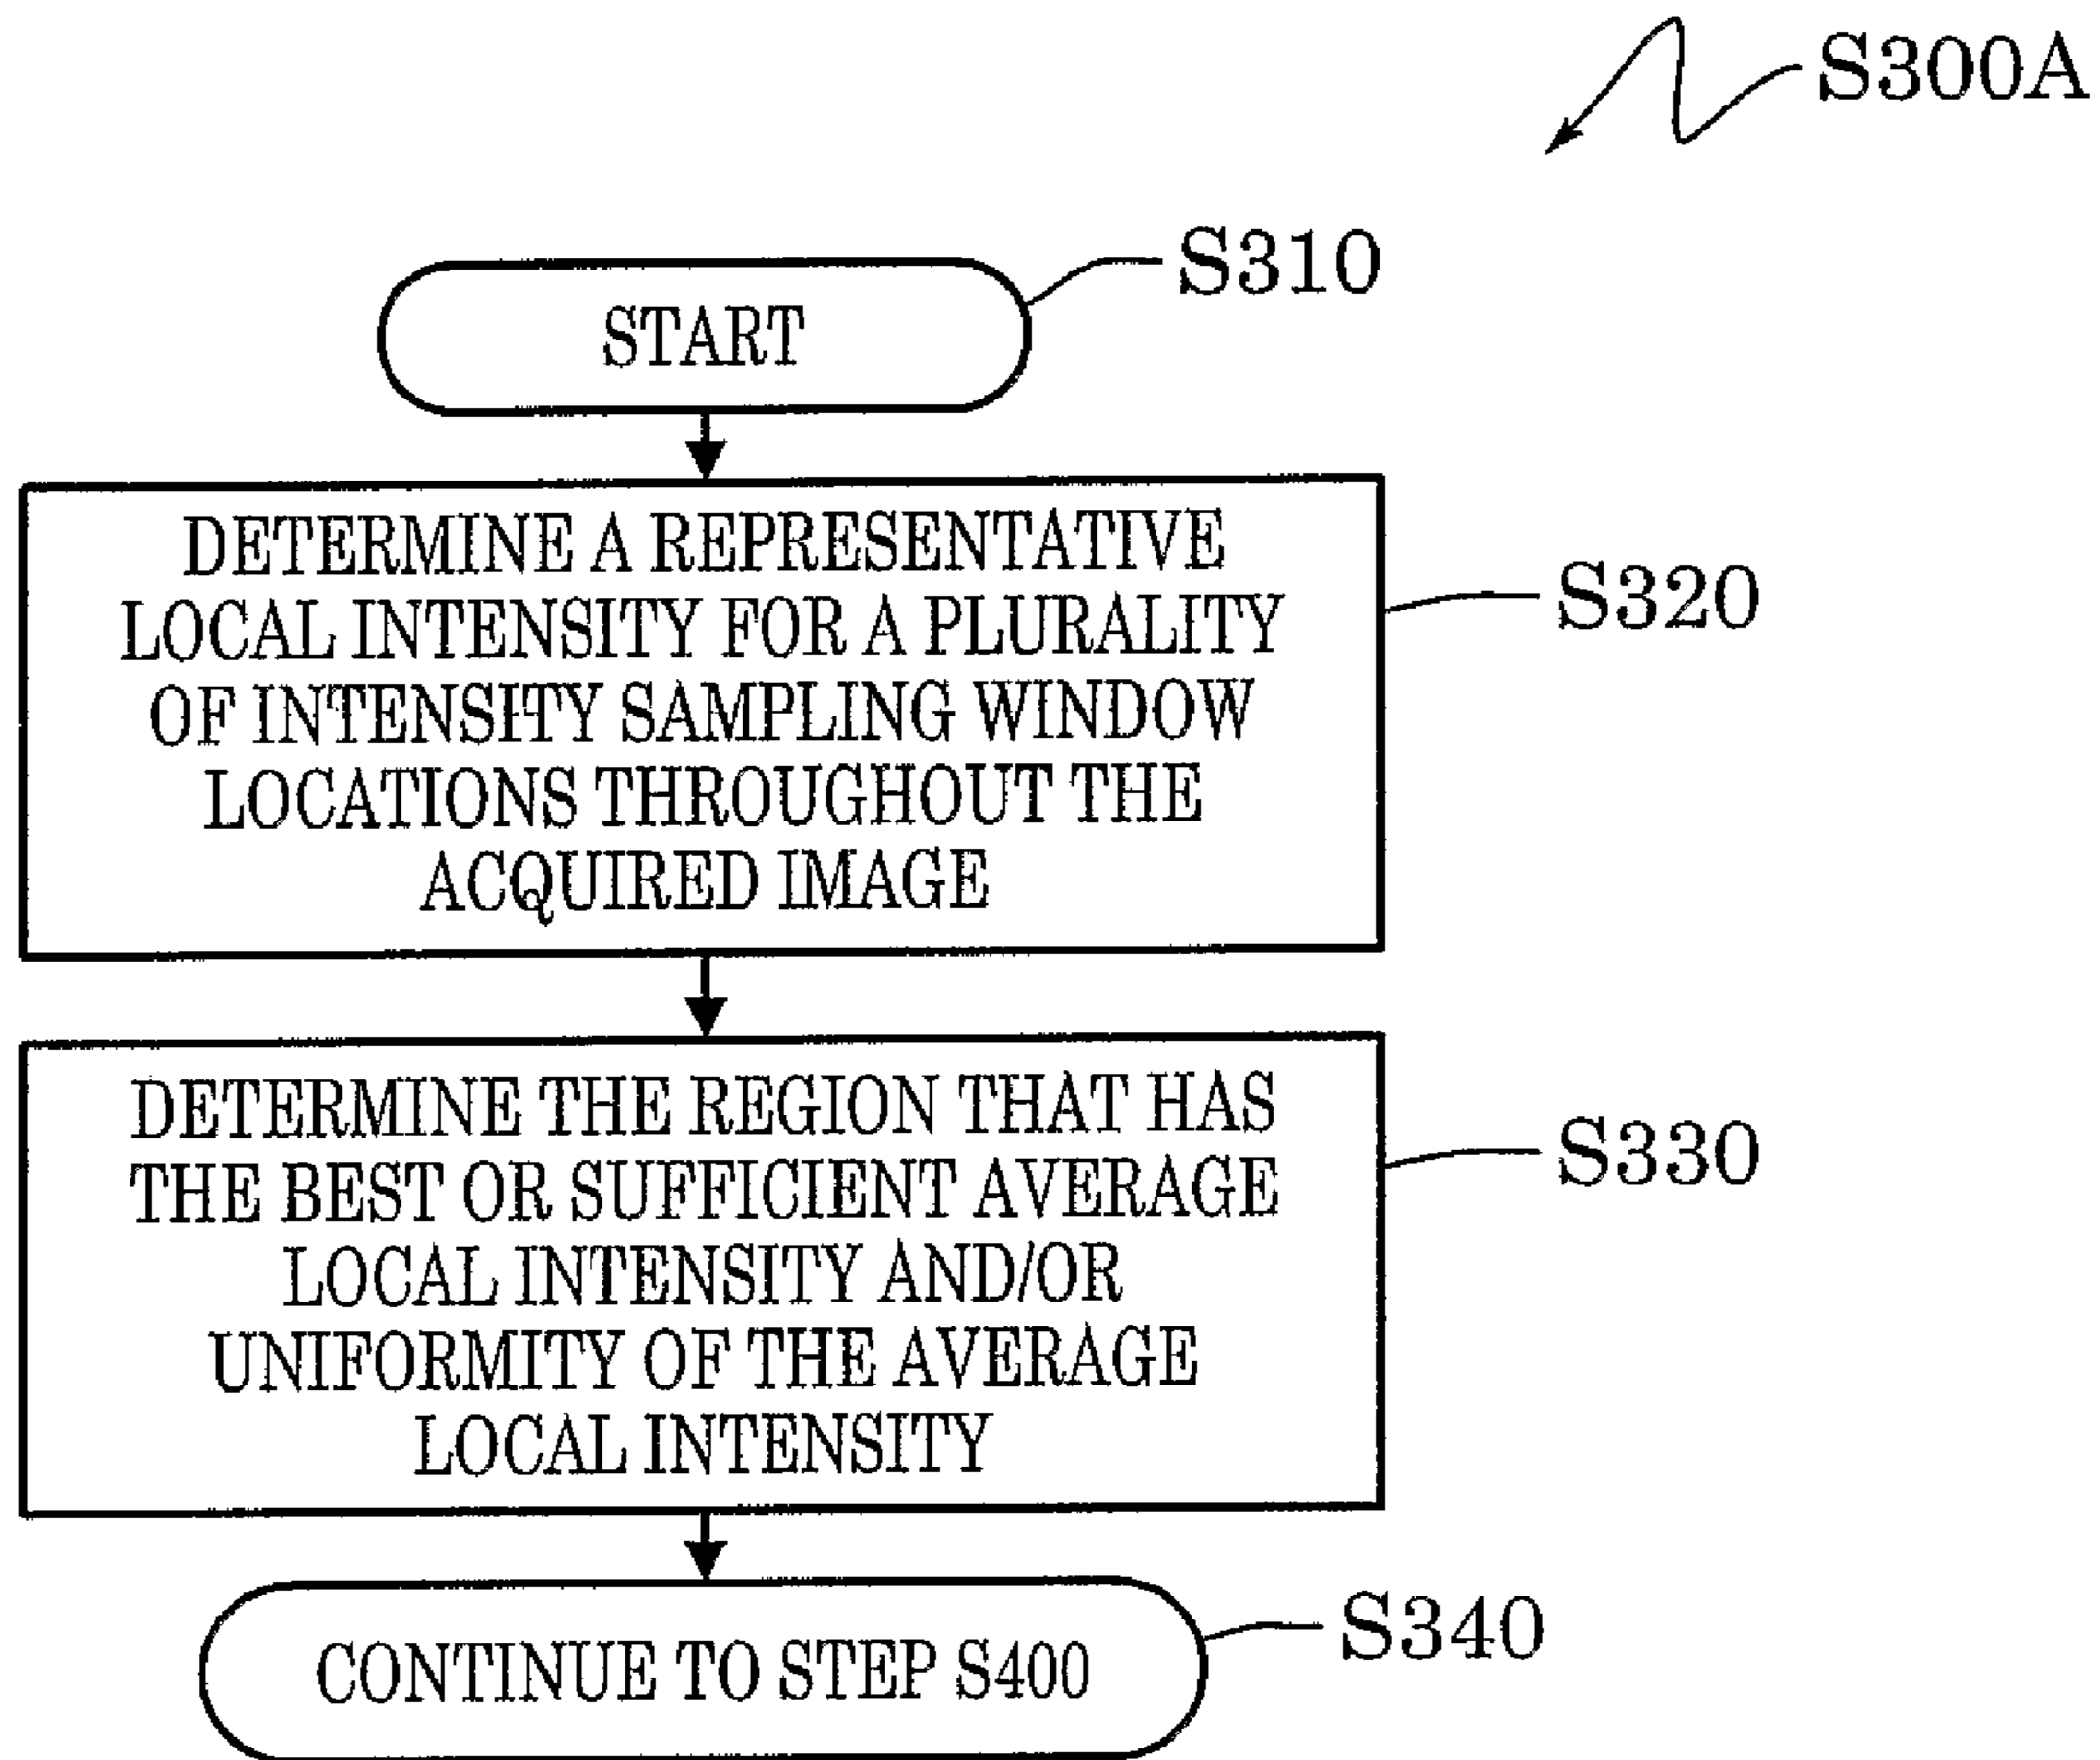 S300A
S310
START
DETERMINE A REPRESENTATIVE
LOCAL INTENSITY FOR A PLURALITY
OF INTENSITY SAMPLING WINDOW
LOCATIONS THROUGHOUT THE
ACQUIRED IMAGE
S320
DETERMINE THE REGION THAT HAS
THE BEST OR SUFFICIENT AVERAGE
LOCAL INTENSITY AND/OR
UNIFORMITY OF THE AVERAGE
LOCAL INTENSITY
S330
CONTINUE TO STEP S400
S340